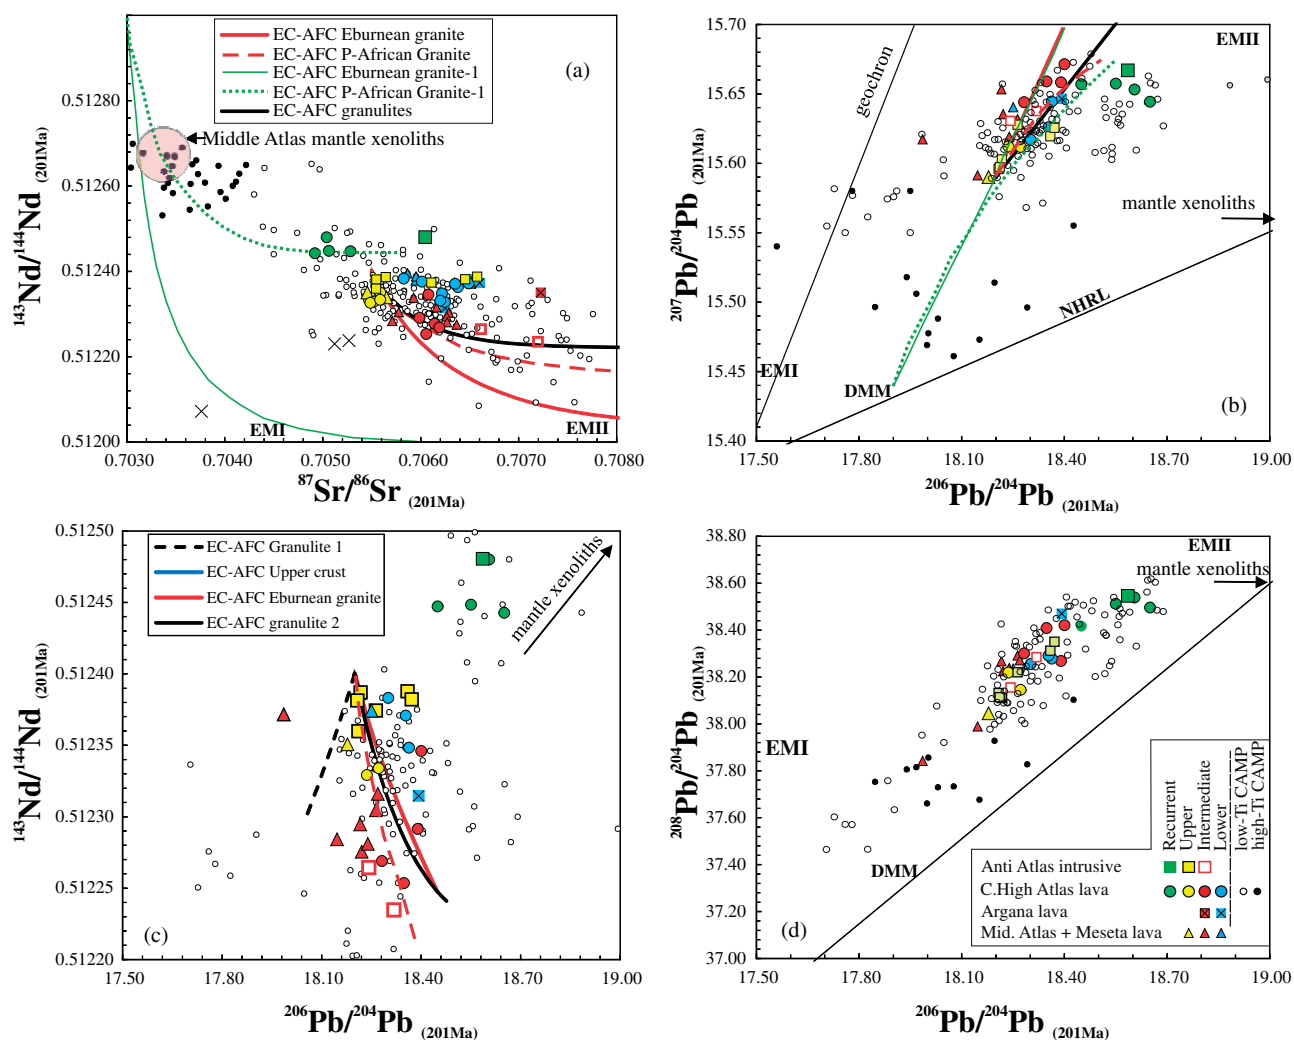 EC-AFC Eburnean granite
EC-AFC P-African Granite
EC-AFC Eburnean granite-1
EC-AFC P-African Granite-1
EC-AFC granulites
(a)
Middle Atlas mantle xenoliths
0.51280
0.51260
0.51240
0.51220
0.51200
143Nd/144Nd (201Ma)
EMI
EMII
0.7030 0.7040 0.7050 0.7060 0.7070 0.7080
87Sr/86Sr (201Ma)
15.70
15.65
15.60
15.55
15.50
15.45
15.40
207Pb/204Pb (201Ma)
geochron
EMII
mantle xenoliths
NHRL
EMI
DMM
(b)
17.50 17.80 18.10 18.40 18.70 19.00
206Pb/204Pb (201Ma)
0.51250
0.51245
0.51240
0.51235
0.51230
0.51225
0.51220
143Nd/144Nd (201Ma)
EC-AFC Granulite 1
EC-AFC Upper crust
EC-AFC Eburnean granite
EC-AFC granulite 2
mantle xenoliths
(c)
17.50 17.80 18.10 18.40 18.70 19.00
206Pb/204Pb (201Ma)
38.80
38.60
38.40
38.20
38.00
37.80
37.60
37.40
37.20
37.00
208Pb/204Pb (201Ma)
EMII
mantle xenoliths
EMI
DMM
(d)
Recurrent
Upper
Intermediate
Lower
low-Ti CAMP
high-Ti CAMP
Anti Atlas intrusive
C.High Atlas lava
Argana lava
Mid. Atlas + Meseta lava
17.50 17.80 18.10 18.40 18.70 19.00
206Pb/204Pb (201Ma)